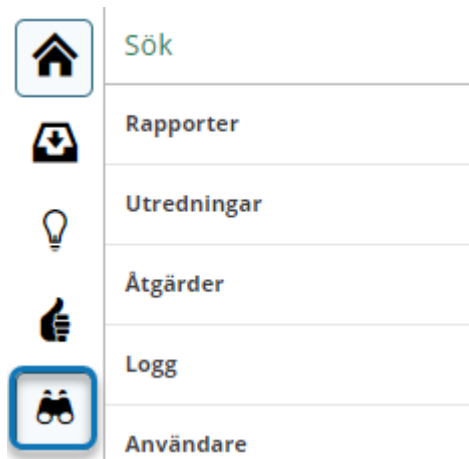 Sök
Rapporter
Utredningar
Åtgärder
Logg
Användare